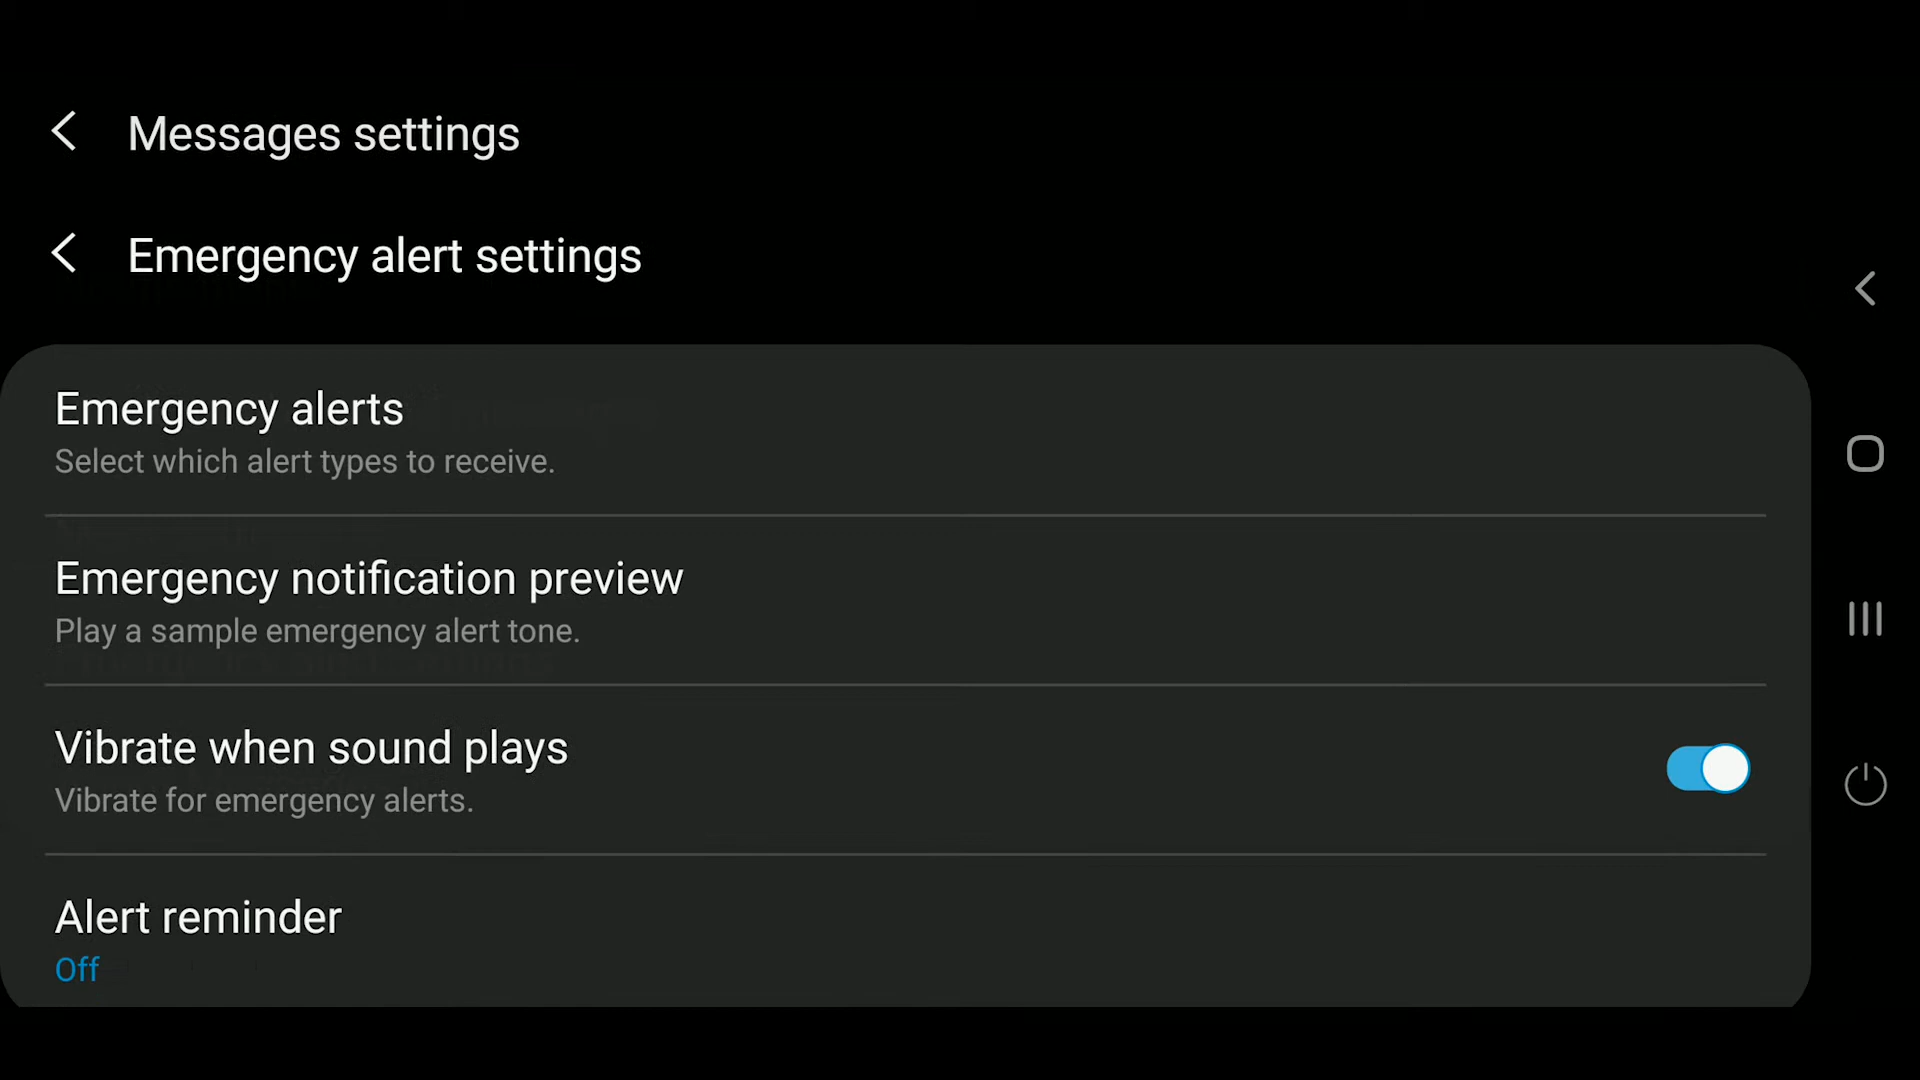 Messages settings
Emergency alert settings
Emergency alerts
Select which alert types to receive.
Emergency notification preview
Play a sample emergency alert tone.
Vibrate when sound plays
Vibrate for emergency alerts.
Alert reminder
Off